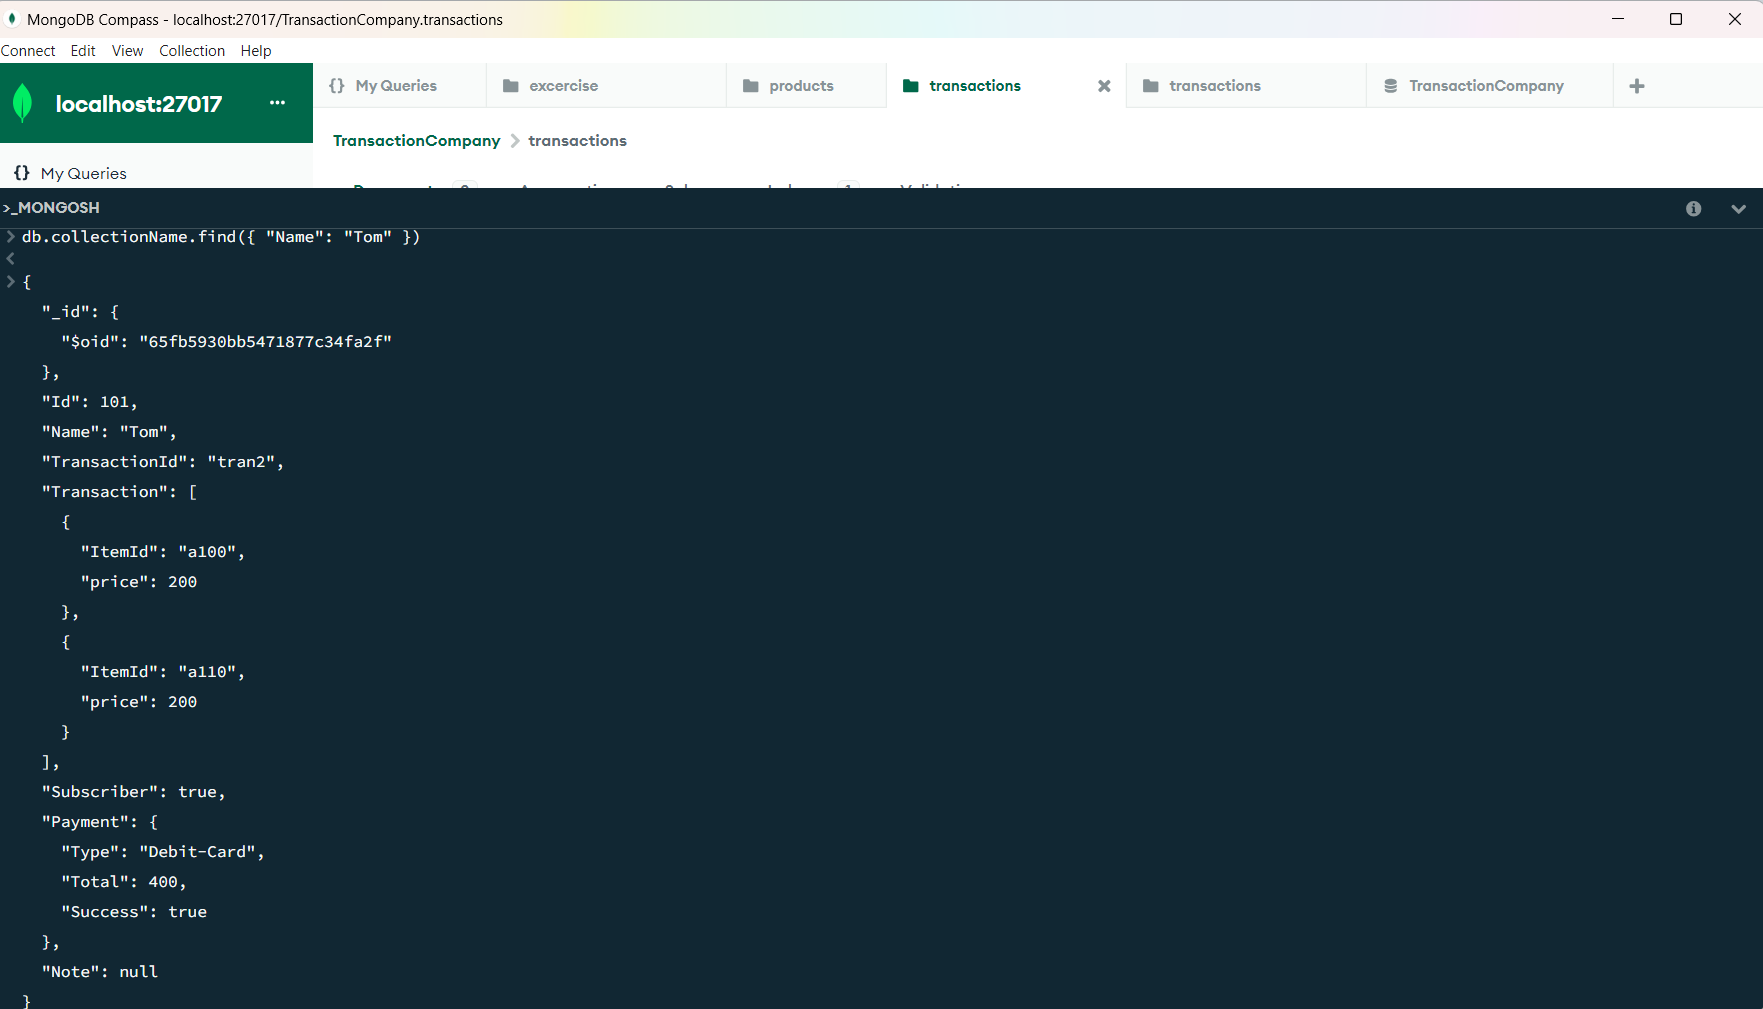 MongoDB Compass - localhost:27017/TransactionCompany.transactions
Connect Edit View Collection Help
localhost:27017 ...
{} My Queries
excercise
products
transactions
transactions
TransactionCompany
TransactionCompany > transactions
{} My Queries
>_MONGOSH
> db.collectionName.find({ "Name": "Tom" })
<
> {
"_id": {
"$oid": "65fb5930bb5471877c34fa2f"
},
"Id": 101,
"Name": "Tom",
"TransactionId": "tran2",
"Transaction": [
{
"ItemId": "a100",
"price": 200
},
{
"ItemId": "a110",
"price": 200
}
],
"Subscriber": true,
"Payment": {
"Type": "Debit-Card",
"Total": 400,
"Success": true
},
"Note": null
}